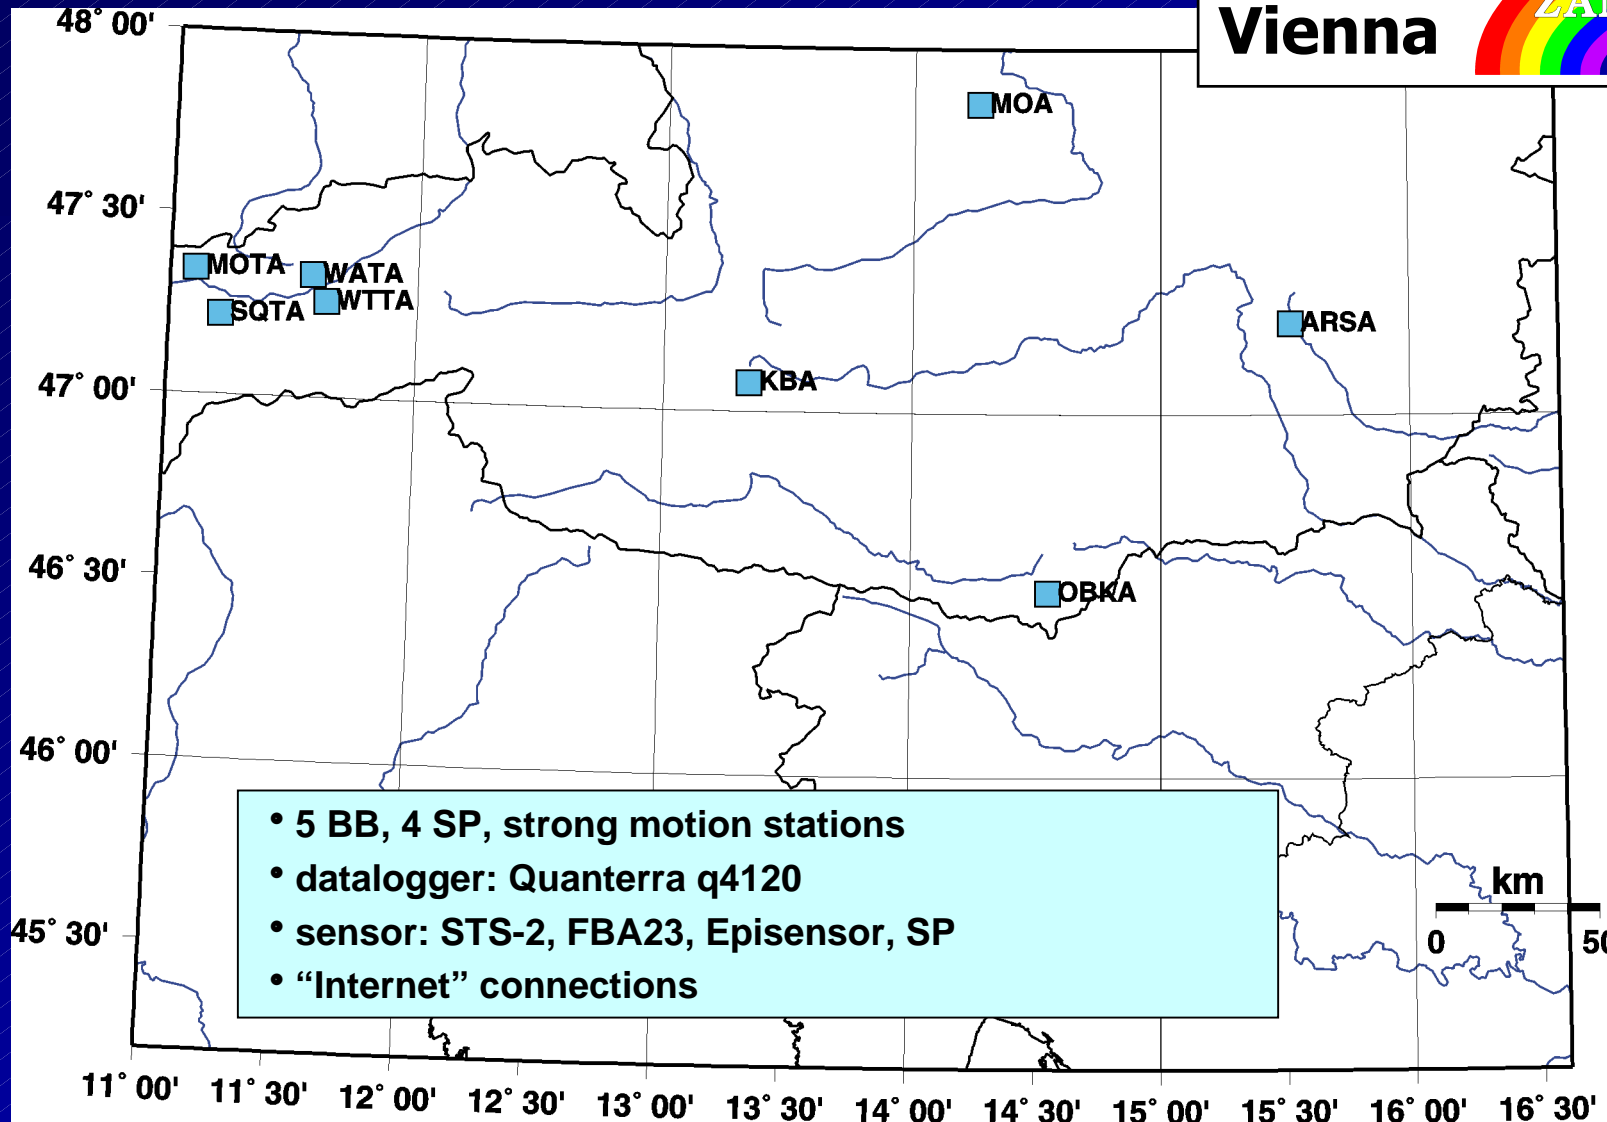 48° 00'
Vienna
MOA
47° 30'
MOTA
WATA
WTTA
SQTA
ARSA
47° 00'
KBA
46° 30'
OBKA
46° 00'
• 5 BB, 4 SP, strong motion stations
• datalogger: Quanterra q4120
• sensor: STS-2, FBA23, Episensor, SP
• “Internet” connections
km
0
45° 30'
11° 00' 11° 30' 12° 00' 12° 30' 13° 00' 13° 30' 14° 00' 14° 30' 15° 00' 15° 30' 16° 00' 16° 30'